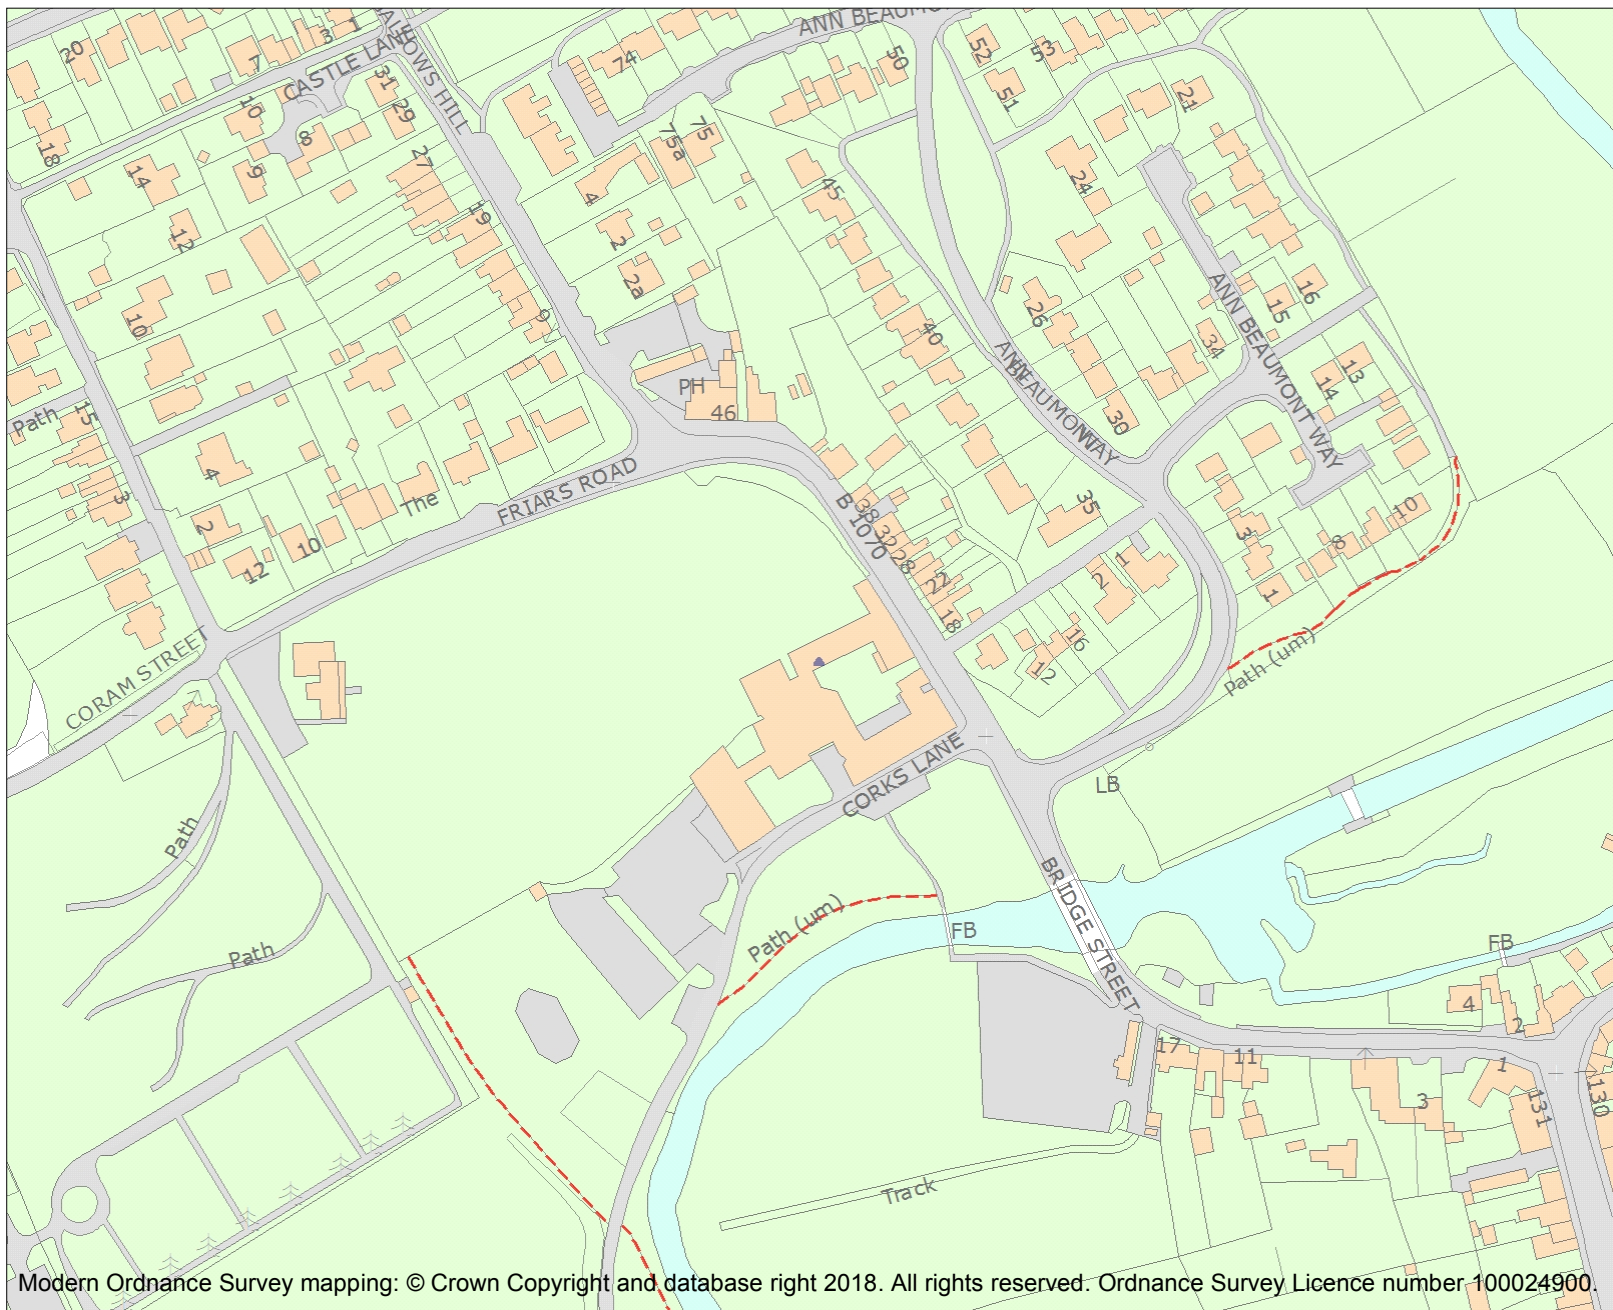 20
7
3
1
CASTLE LANE
GALLOWS HILL
31
29
10
8
9
18
14
12
27
19
74
ANN BEAUMO
50
52
53
51
21
75
75a
4
2
2a
45
24
10
9
40
26
16
15
34
ANN BEAUMONT WAY
13
14
ANN BEAUMONT WAY
30
PH
46
Path
15
3
4
2
The
FRIARS ROAD
10
12
B 1070
38
32
28
22
18
35
1
2
16
12
3
10
8
1
Path (um)
CORAM STREET
CORKS LANE
LB
Path
Path
Path (um)
FB
BRIDGE STREET
FB
4
2
17
11
1
3
131
130
Track
Modern Ordnance Survey mapping: © Crown Copyright and database right 2018. All rights reserved. Ordnance Survey Licence number 100024900.